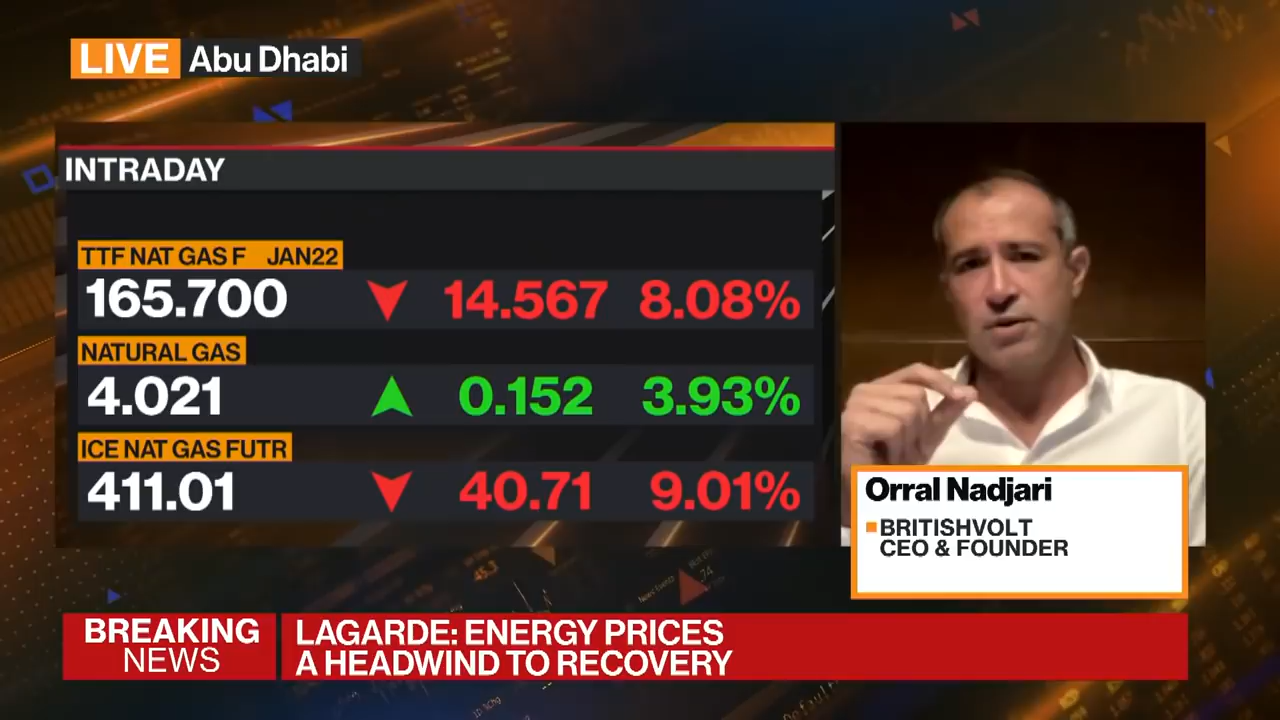 LIVE Abu Dhabi
INTRADAY
TTF NAT GAS F JAN22
165.700 14.567 8.08%
NATURAL GAS
4.021 0.152 3.93%
ICE NAT GAS FUTR
411.01 40.71 9.01%
Orral Nadjari
BRITISHVOLT
CEO & FOUNDER
BREAKING
NEWS
LAGARDE: ENERGY PRICES
A HEADWIND TO RECOVERY